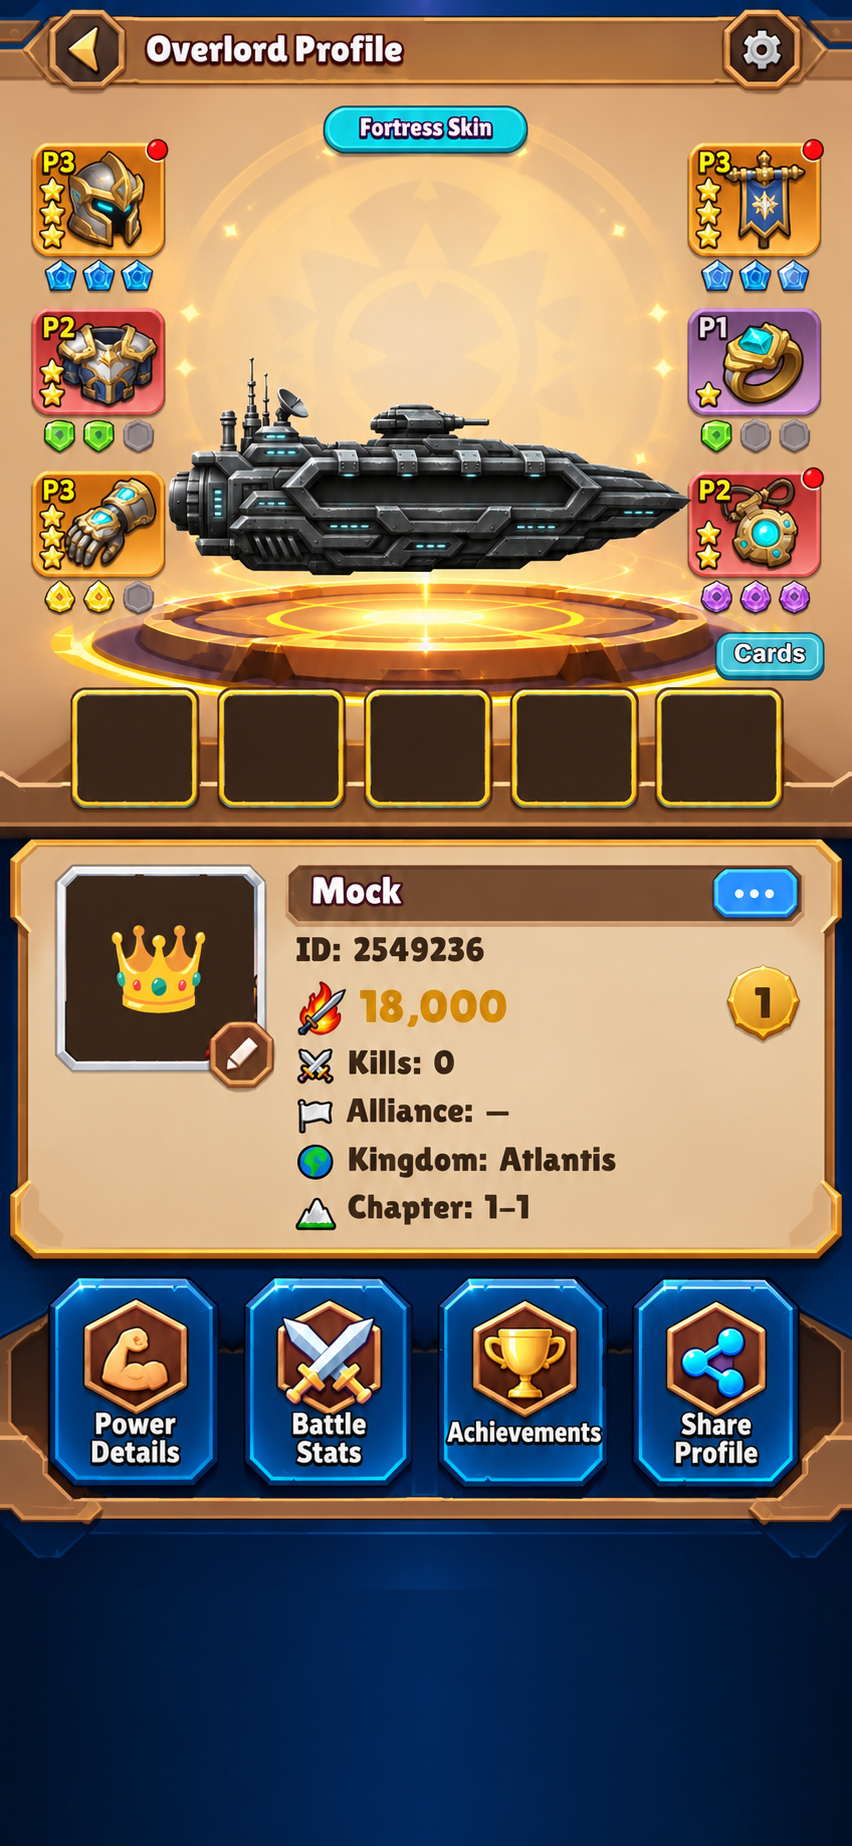 Overlord Profile
Fortress Skin
P3
P3
P2
P1
P3
P2
Cards
Mock
ID: 2549236
18,000
1
Kills: 0
Alliance: —
Kingdom: Atlantis
Chapter: 1–1
Power
Details
Battle
Stats
Achievements
Share
Profile